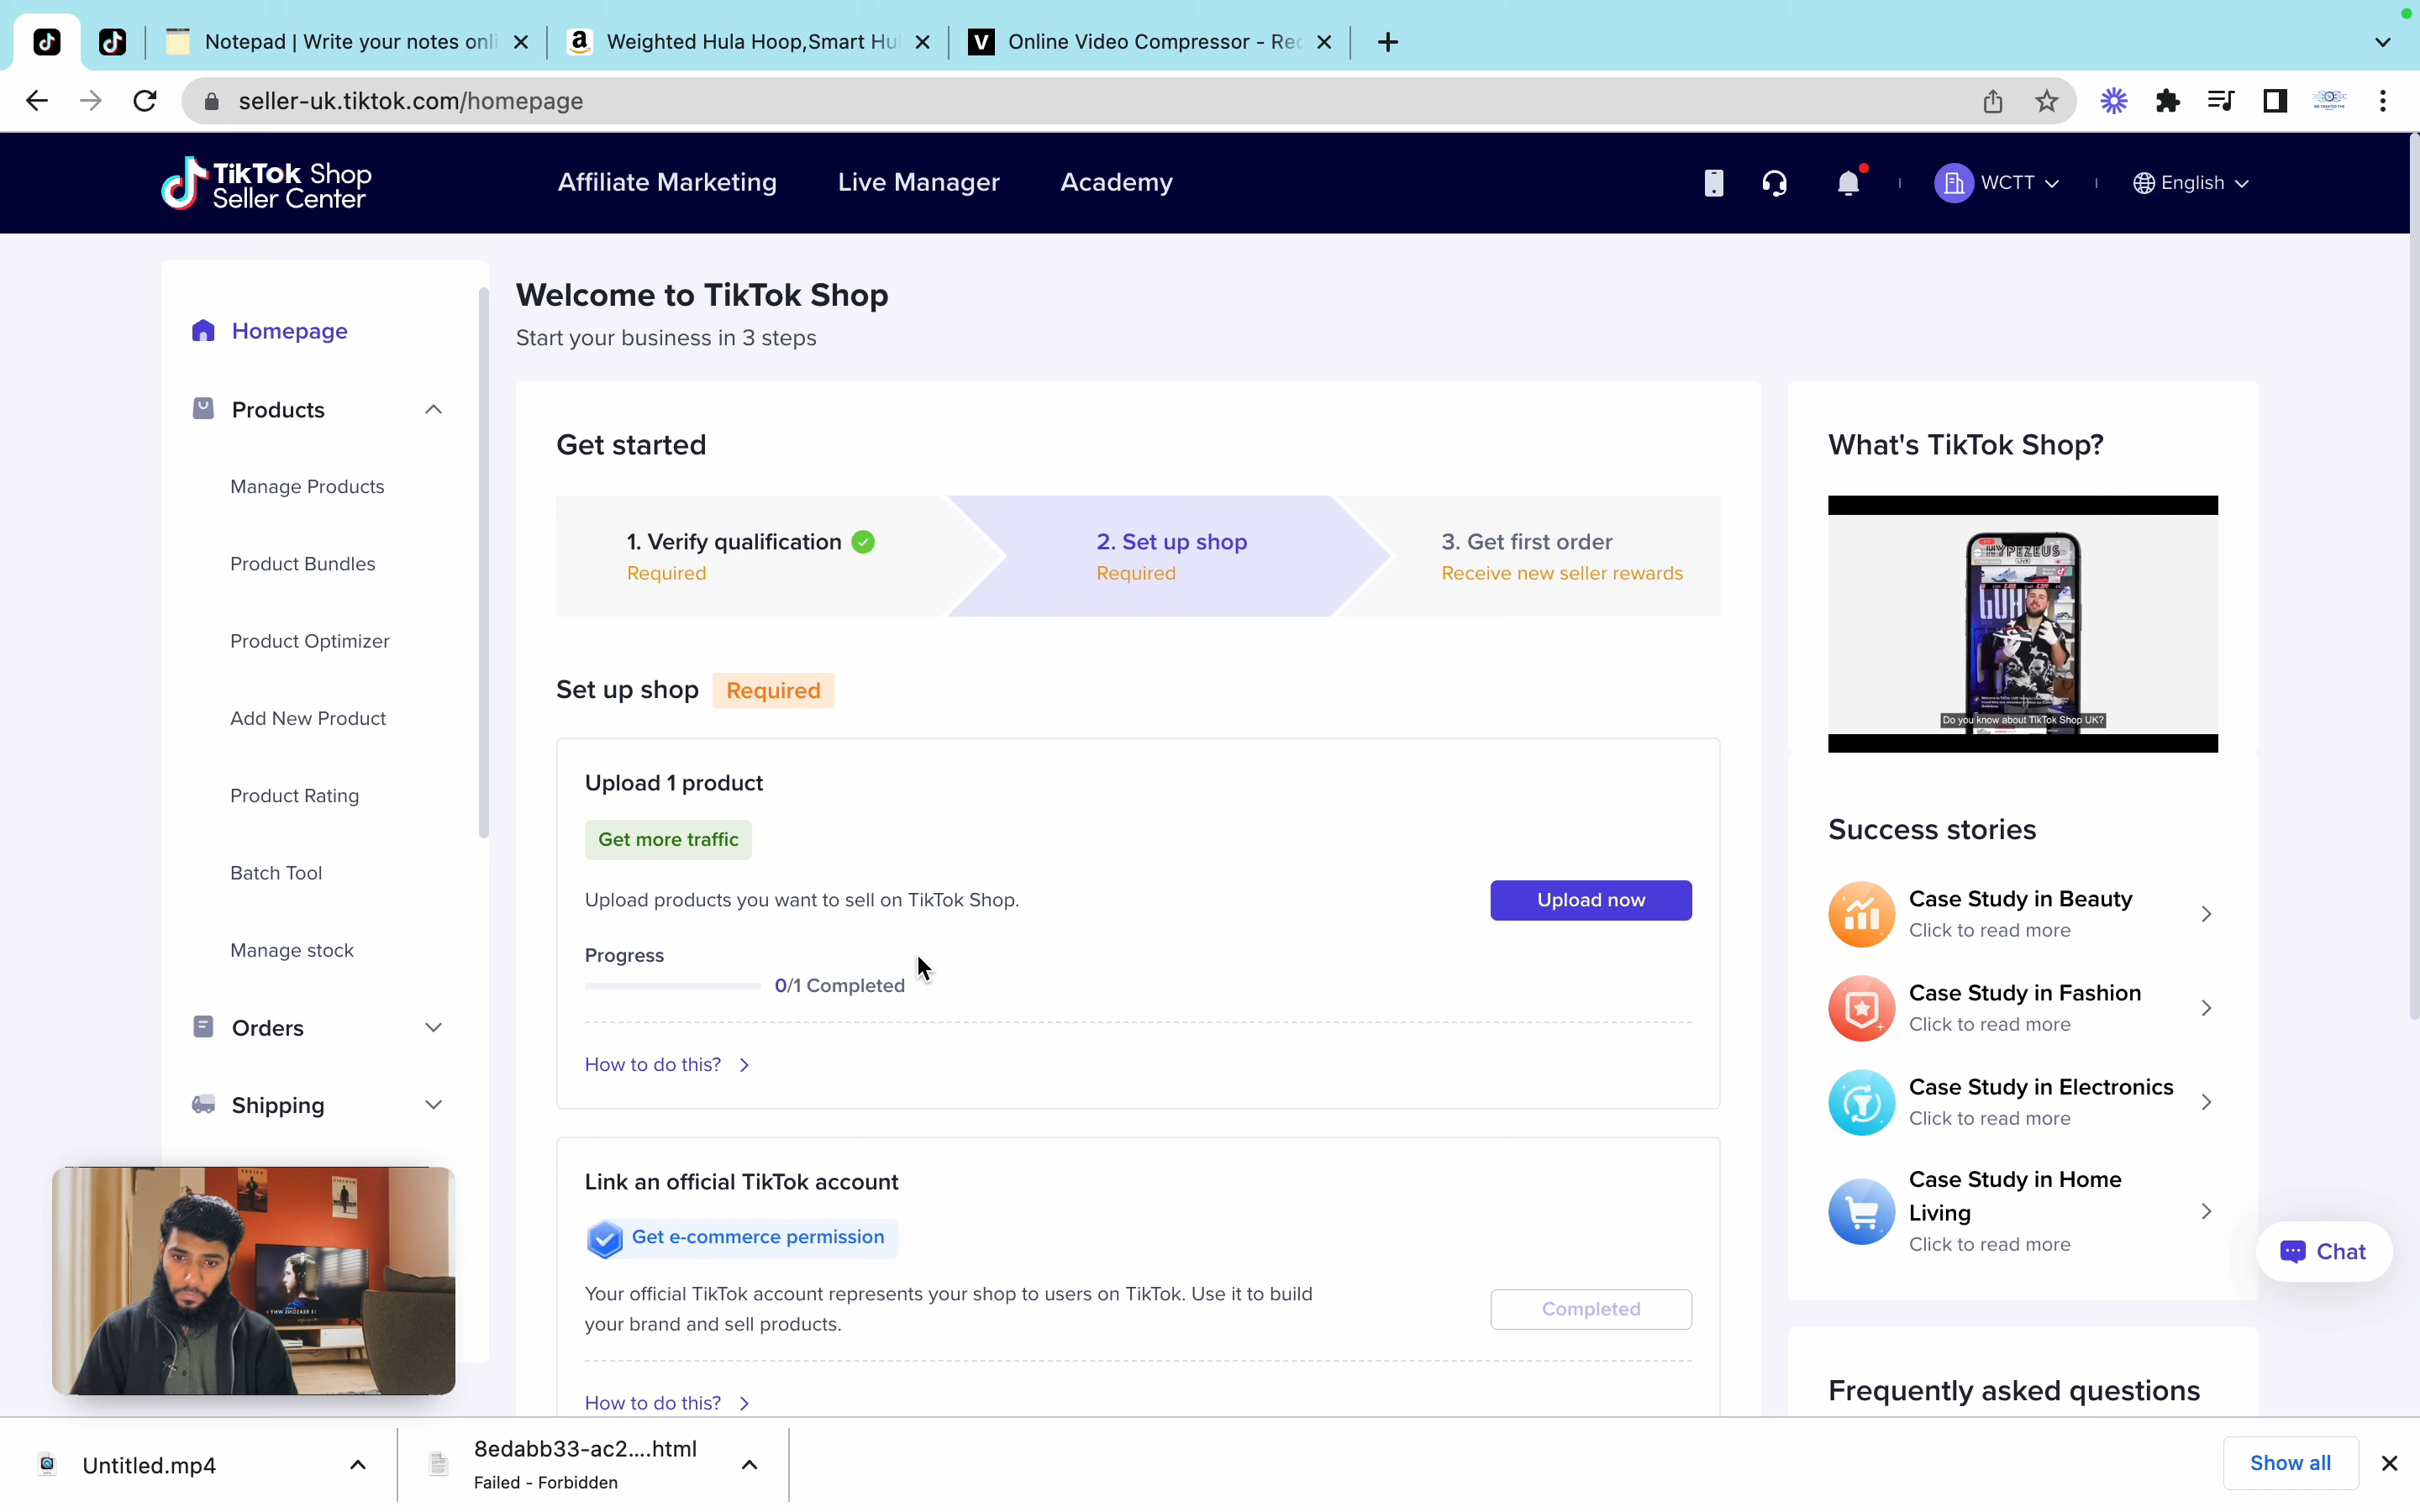 Notepad | Write your notes onli
Weighted Hula Hoop,Smart Hul
Online Video Compressor - Red
seller-uk.tiktok.com/homepage
TikTok Shop
Seller Center
Affiliate Marketing
Live Manager
Academy
WCTT
English
Homepage
Products
Manage Products
Product Bundles
Product Optimizer
Add New Product
Product Rating
Batch Tool
Manage stock
Orders
Shipping
Welcome to TikTok Shop
Start your business in 3 steps
Get started
1. Verify qualification
Required
2. Set up shop
Required
3. Get first order
Receive new seller rewards
Set up shop Required
Upload 1 product
Get more traffic
Upload products you want to sell on TikTok Shop.
Upload now
Progress
0/1 Completed
How to do this?
Link an official TikTok account
Get e-commerce permission
Your official TikTok account represents your shop to users on TikTok. Use it to build
your brand and sell products.
Completed
How to do this?
What's TikTok Shop?
HYPEZEUS
Do you know about TikTok Shop UK?
Success stories
Case Study in Beauty
Click to read more
Case Study in Fashion
Click to read more
Case Study in Electronics
Click to read more
Case Study in Home
Living
Click to read more
Chat
Frequently asked questions
Untitled.mp4
8edabb33-ac2....html
Failed - Forbidden
Show all